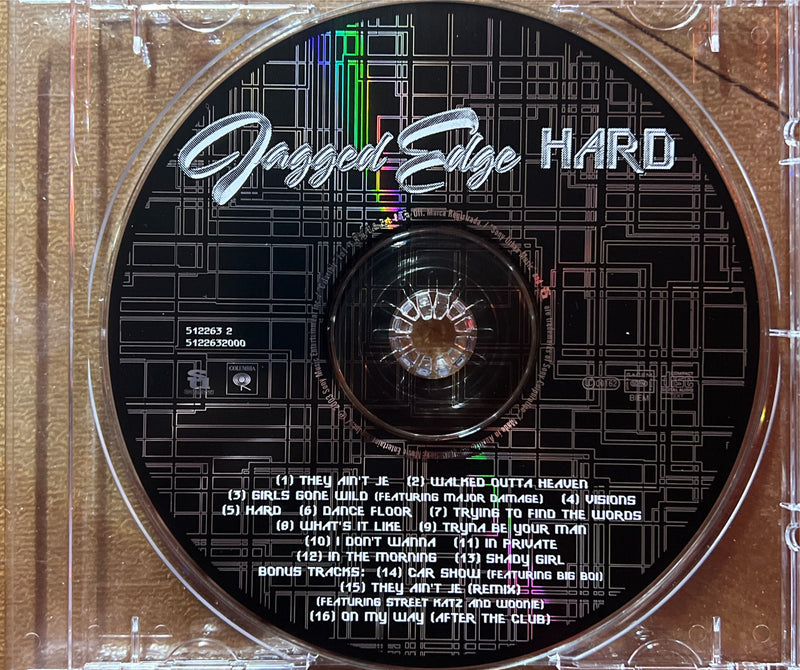 Jagged Edge HARD
512263 2
5122632000
COLUMBIA
BIEM
(1) THEY AIN'T JE (2) WALKED OUTTA HEAVEN
(3) GIRLS GONE WILD (FEATURING MAJOR DAMAGE) (4) VISIONS
(5) HARD (6) DANCE FLOOR (7) TRYING TO FIND THE WORDS
(8) WHAT'S IT LIKE (9) TRYNA BE YOUR MAN
(10) I DON'T WANNA (11) IN PRIVATE
(12) IN THE MORNING (13) SHADY GIRL
BONUS TRACKS: (14) CAR SHOW (FEATURING BIG BOI)
(15) THEY AIN'T JE (REMIX)
(FEATURING STREET KATZ AND WOONIE)
(16) ON MY WAY (AFTER THE CLUB)